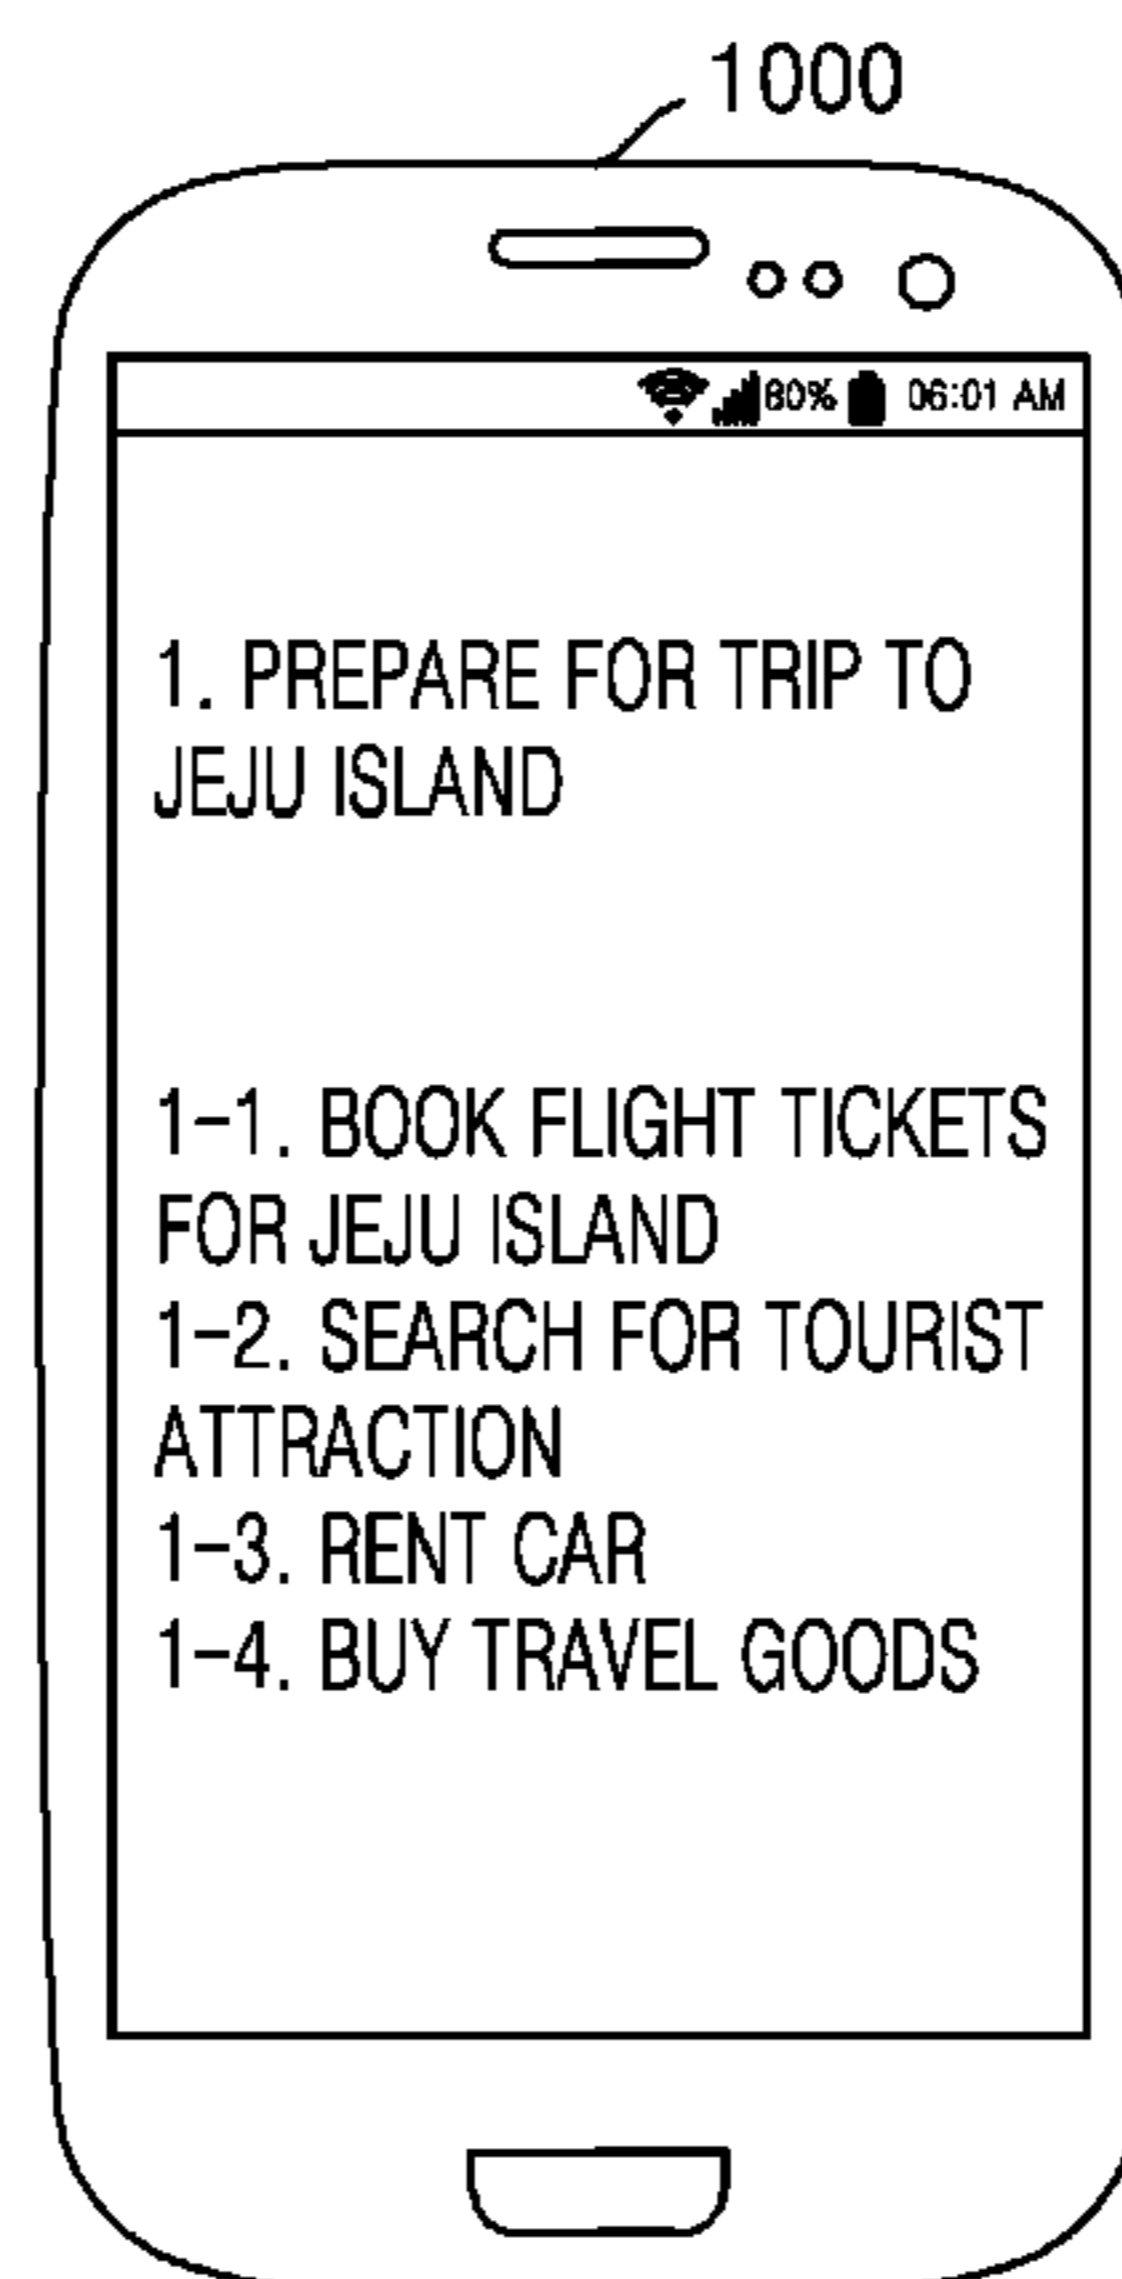 1000
80% 06:01 AM
1. PREPARE FOR TRIP TO
JEJU ISLAND
1-1. BOOK FLIGHT TICKETS
FOR JEJU ISLAND
1-2. SEARCH FOR TOURIST
ATTRACTION
1-3. RENT CAR
1-4. BUY TRAVEL GOODS